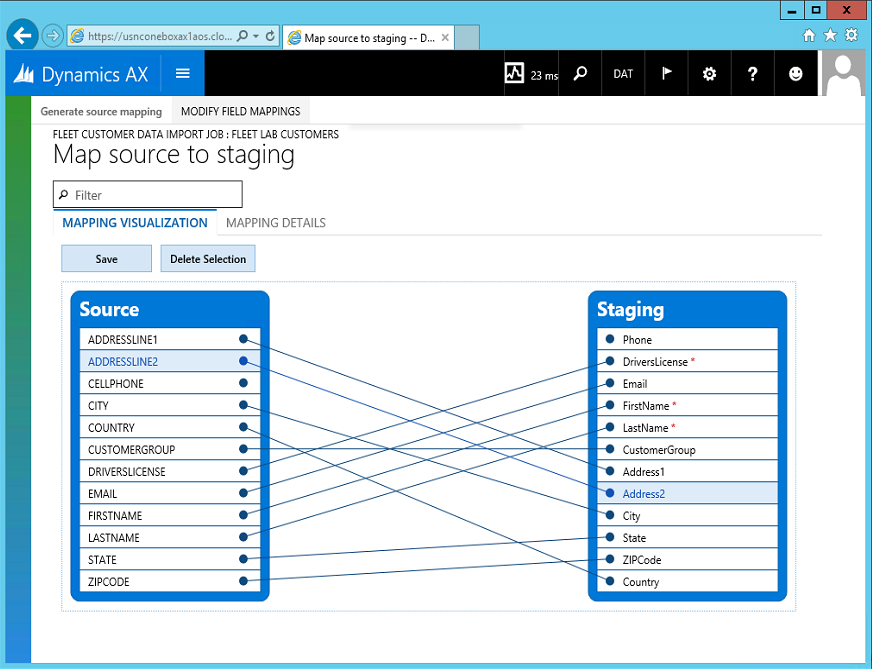 X
https://usnconeboxax1aos.clo...
Map source to staging -- D... ×
Dynamics AX
23 ms
DAT
?
Generate source mapping MODIFY FIELD MAPPINGS
FLEET CUSTOMER DATA IMPORT JOB : FLEET LAB CUSTOMERS
Map source to staging
Filter
MAPPING VISUALIZATION MAPPING DETAILS
Save Delete Selection
Source
ADDRESSLINE1
ADDRESSLINE2
CELLPHONE
CITY
COUNTRY
CUSTOMERGROUP
DRIVERSLICENSE
EMAIL
FIRSTNAME
LASTNAME
STATE
ZIPCODE
Staging
Phone
DriversLicense *
Email
FirstName *
LastName *
CustomerGroup
Address1
Address2
City
State
ZIPCode
Country